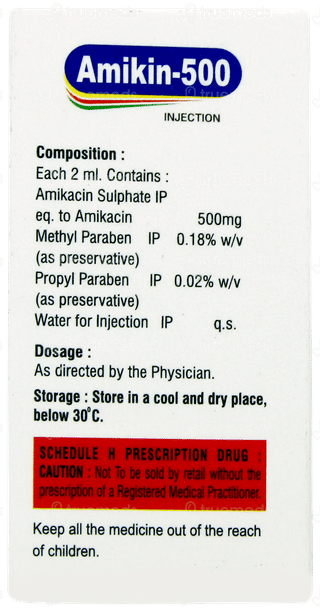 Amikin-500
INJECTION
Composition :
Each 2 ml. Contains :
Amikacin Sulphate IP
eq. to Amikacin 500mg
Methyl Paraben IP 0.18% w/v
(as preservative)
Propyl Paraben IP 0.02% w/v
(as preservative)
Water for Injection IP q.s.
Dosage :
As directed by the Physician.
Storage : Store in a cool and dry place,
below 30°C.
SCHEDULE H PRESCRIPTION DRUG :
CAUTION : Not To be sold by retail without the
prescription of a Registered Medical Practitioner.
Keep all the medicine out of the reach
of children.